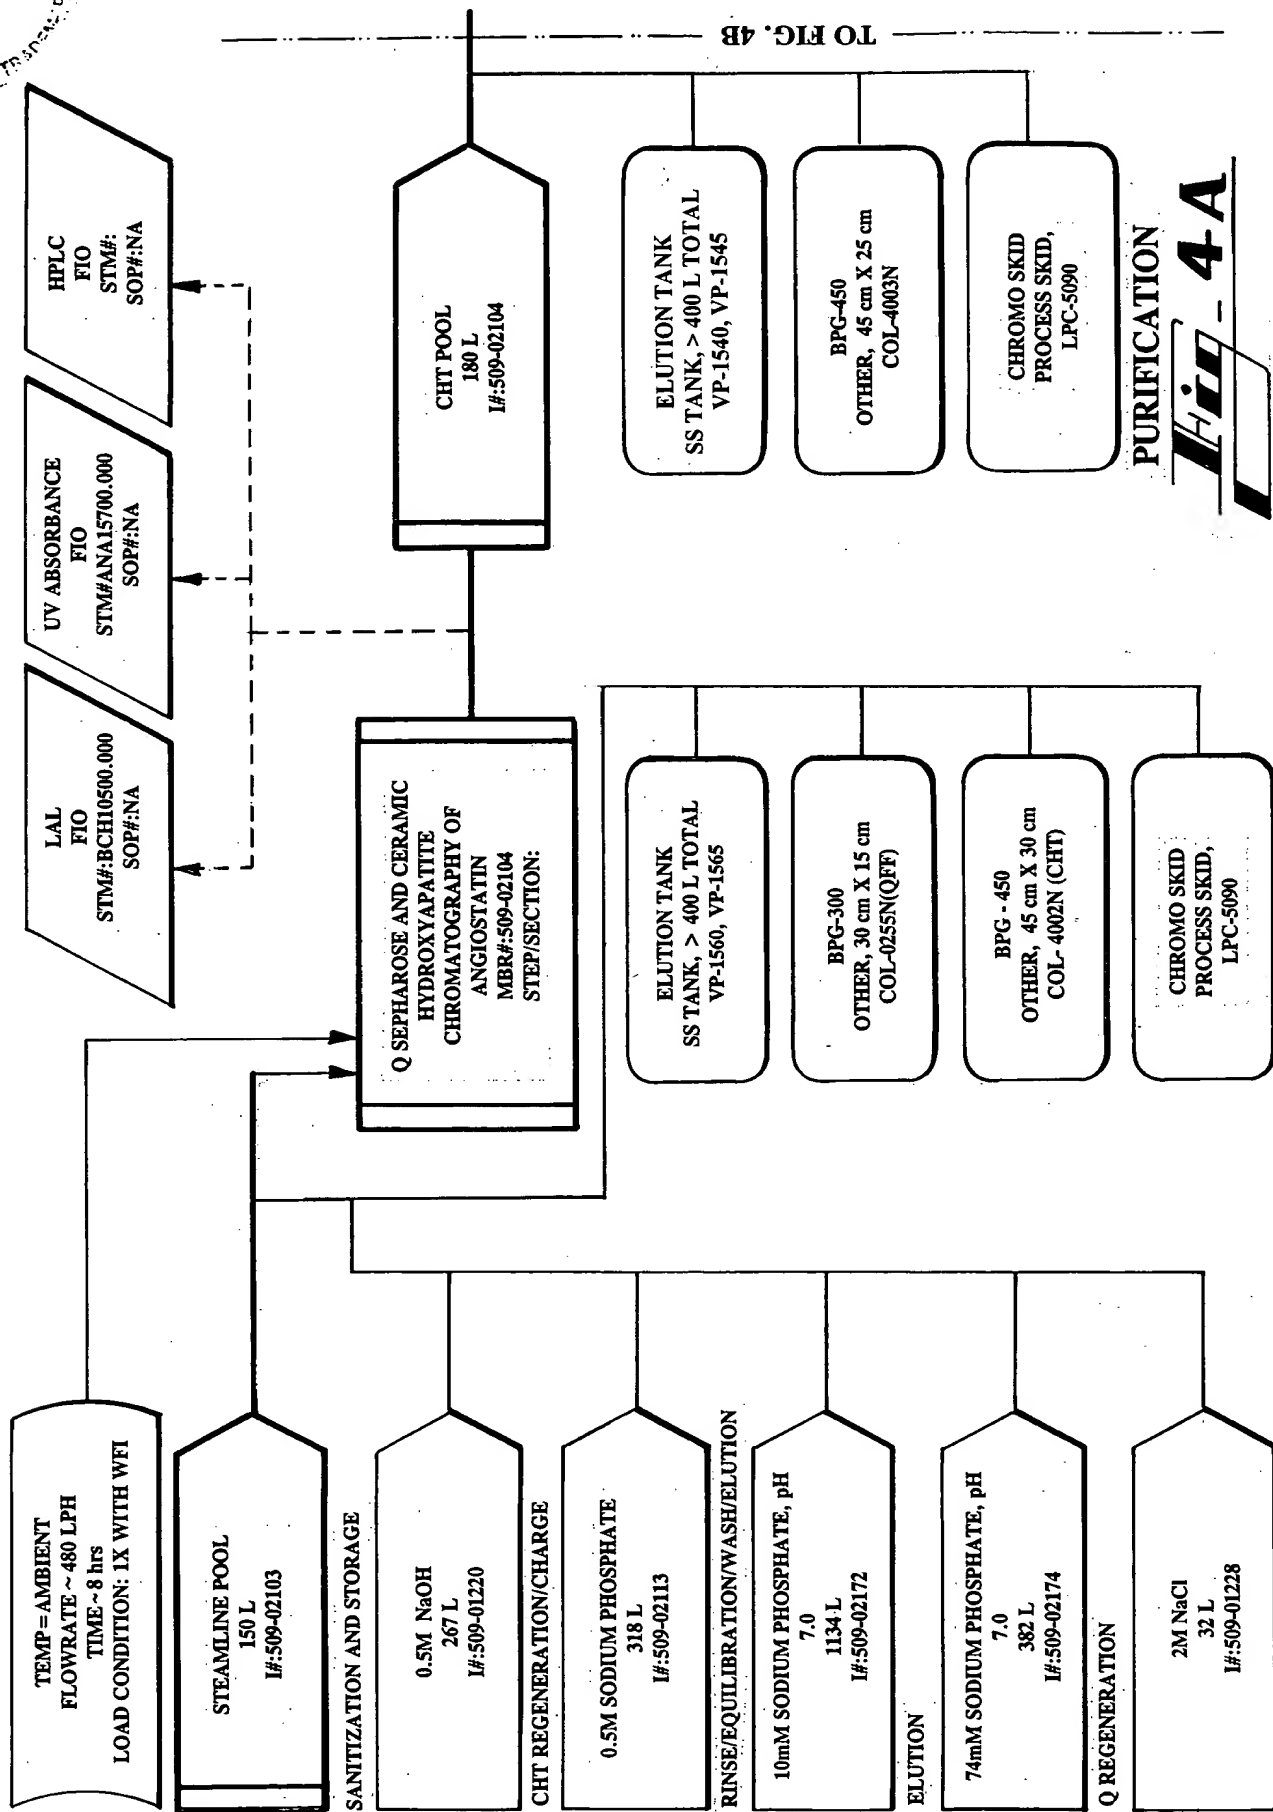 TEMP=AMBIENT
FLOWRATE ~ 480 LPH
TIME~ 8 hrs
LOAD CONDITION: 1X WITH WFI
STEAMLINE POOL
150 L
I#:509-02103
SANITIZATION AND STORAGE
0.5M NaOH
267 L
I#:509-01220
CHT REGENERATION/CHARGE
0.5M SODIUM PHOSPHATE
318 L
I#:509-02113
RINSE/EQUILIBRATION/WASH/ELUTION
10mM SODIUM PHOSPHATE, pH
7.0
1134 L
I#:509-02172
ELUTION
74mM SODIUM PHOSPHATE, pH
7.0
382 L
I#:509-02174
Q REGENERATION
2M NaCl
32 L
I#:509-01228
LAL
FIO
STM#:BCH10500.000
SOP#:NA
UV ABSORBANCE
FIO
STM#ANA15700.000
SOP#:NA
HPLC
FIO
STM#:
SOP#:NA
Q SEPHAROSE AND CERAMIC
HYDROXYAPATITE
CHROMATOGRAPHY OF
ANGIOSTATIN
MBR#:509-02104
STEP/SECTION:
ELUTION TANK
SS TANK, > 400 L TOTAL
VP-1560, VP-1565
BPG-300
OTHER, 30 cm X 15 cm
COL-0255N(QFF)
BPG - 450
OTHER, 45 cm X 30 cm
COL- 4002N (CHT)
CHROMO SKID
PROCESS SKID,
LPC-5090
CHT POOL
180 L
I#:509-02104
ELUTION TANK
SS TANK, > 400 L TOTAL
VP-1540, VP-1545
BPG-450
OTHER, 45 cm X 25 cm
COL-4003N
CHROMO SKID
PROCESS SKID,
LPC-5090
TO FIG. 4B
PURIFICATION
Fig-4A